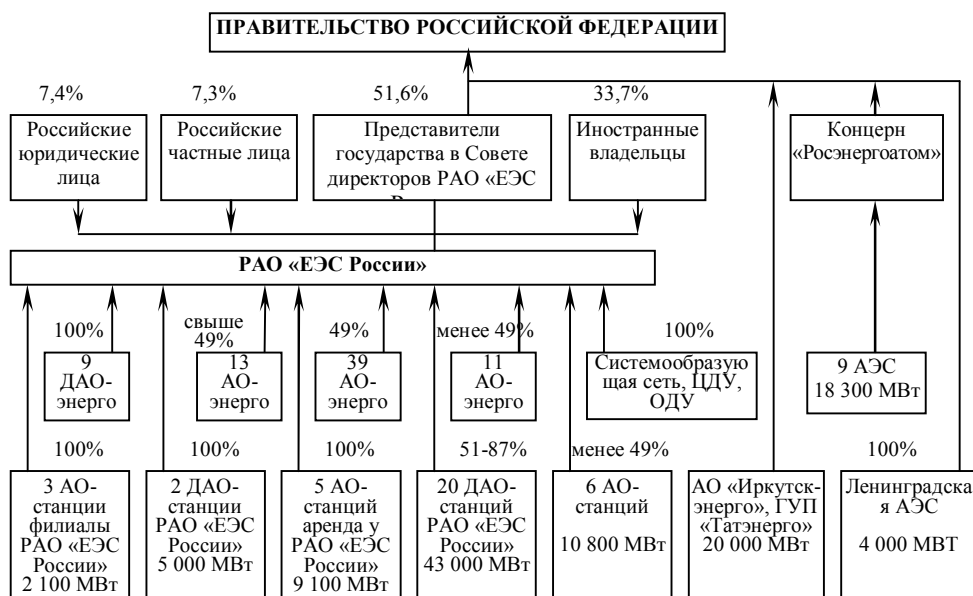 ПРАВИТЕЛЬСТВО РОССИЙСКОЙ ФЕДЕРАЦИИ
7,4%
7,3%
51,6%
33,7%
Российские
юридические
лица
Российские
частные лица
Представители
государства в Совете
директоров РАО «ЕЭС
Иностранные
владельцы
Концерн
«Росэнергоатом»
РАО «ЕЭС России»
100%
свыше
49%
49%
менее 49%
100%
9
ДАО-
энерго
13
АО-
энерго
39
АО-
энерго
11
АО-
энерго
Системообразую
щая сеть, ЦДУ,
ОДУ
9 АЭС
18 300 МВт
100%
100%
100%
51-87%
менее 49%
100%
3 АО-
станции
филиалы
РАО «ЕЭС
России»
2 100 МВт
2 ДАО-
станции
РАО «ЕЭС
России»
5 000 МВт
5 АО-
станций
аренда у
РАО «ЕЭС
России»
9 100 МВт
20 ДАО-
станций
РАО «ЕЭС
России»
43 000 МВт
6 АО-
станций
10 800 МВт
АО «Иркутск-
энерго», ГУП
«Татэнерго»
20 000 МВт
Ленинградска
я АЭС
4 000 МВТ